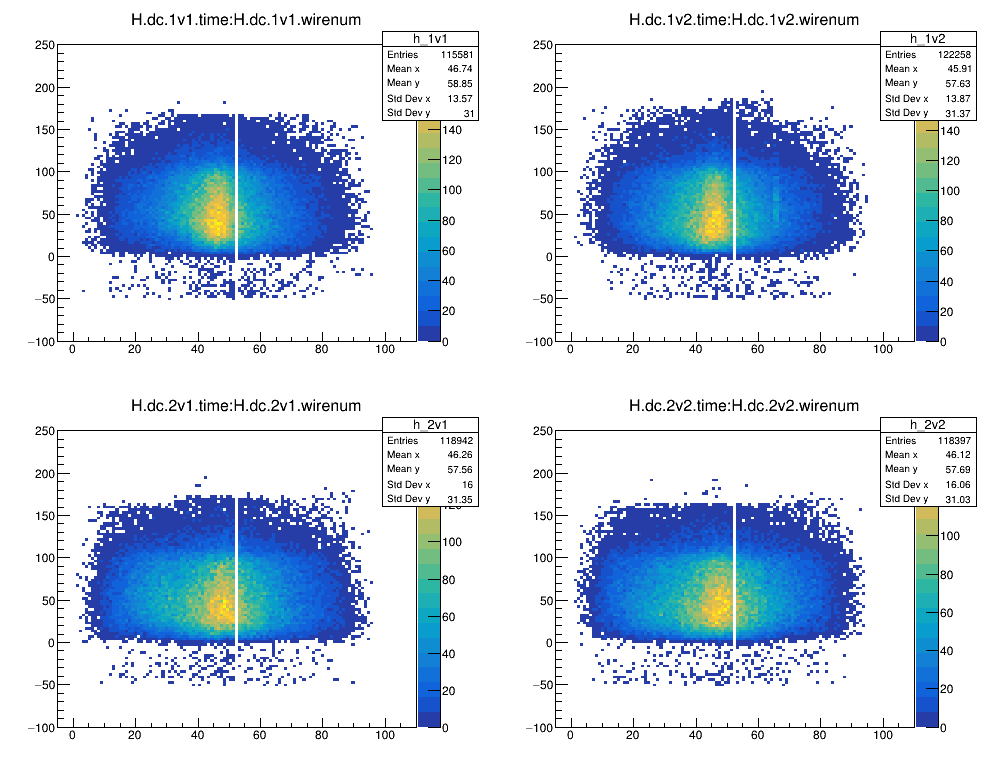 H.dc.1v1.time:H.dc.1v1.wirenum
h_1v1
Entries 115581
Mean x 46.74
Mean y 58.85
Std Dev x 13.57
Std Dev y 31
250
200
150
100
50
0
−50
−100
0 20 40 60 80 100
140
120
100
80
60
40
20
0
H.dc.1v2.time:H.dc.1v2.wirenum
h_1v2
Entries 122258
Mean x 45.91
Mean y 57.63
Std Dev x 13.87
Std Dev y 31.37
250
200
150
100
50
0
−50
−100
0 20 40 60 80 100
140
120
100
80
60
40
20
0
H.dc.2v1.time:H.dc.2v1.wirenum
h_2v1
Entries 118942
Mean x 46.26
Mean y 57.56
Std Dev x 16
Std Dev y 31.35
250
200
150
100
50
0
−50
−100
0 20 40 60 80 100
120
100
80
60
40
20
0
H.dc.2v2.time:H.dc.2v2.wirenum
h_2v2
Entries 118397
Mean x 46.12
Mean y 57.69
Std Dev x 16.06
Std Dev y 31.03
250
200
150
100
50
0
−50
−100
0 20 40 60 80 100
100
80
60
40
20
0